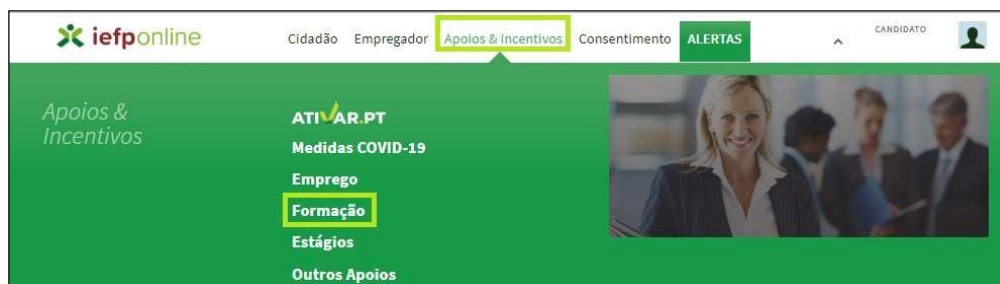 iefponline
Cidadão Empregador Apoios & Incentivos Consentimento ALERTAS CANDIDATO
Apoios &
Incentivos
ATIVAR.PT
Medidas COVID-19
Emprego
Formação
Estágios
Outros Apoios